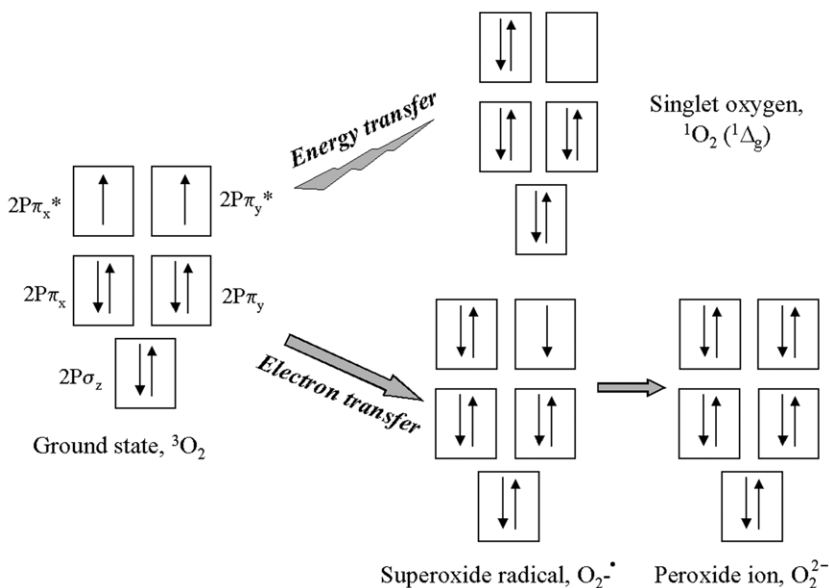 Energy transfer
Singlet oxygen,
¹O₂ (¹Δg)
2Pπx*
2Pπy*
2Pπx
2Pπy
2Pσz
Electron transfer
Ground state, ³O₂
Superoxide radical, O₂-•
Peroxide ion, O₂²⁻